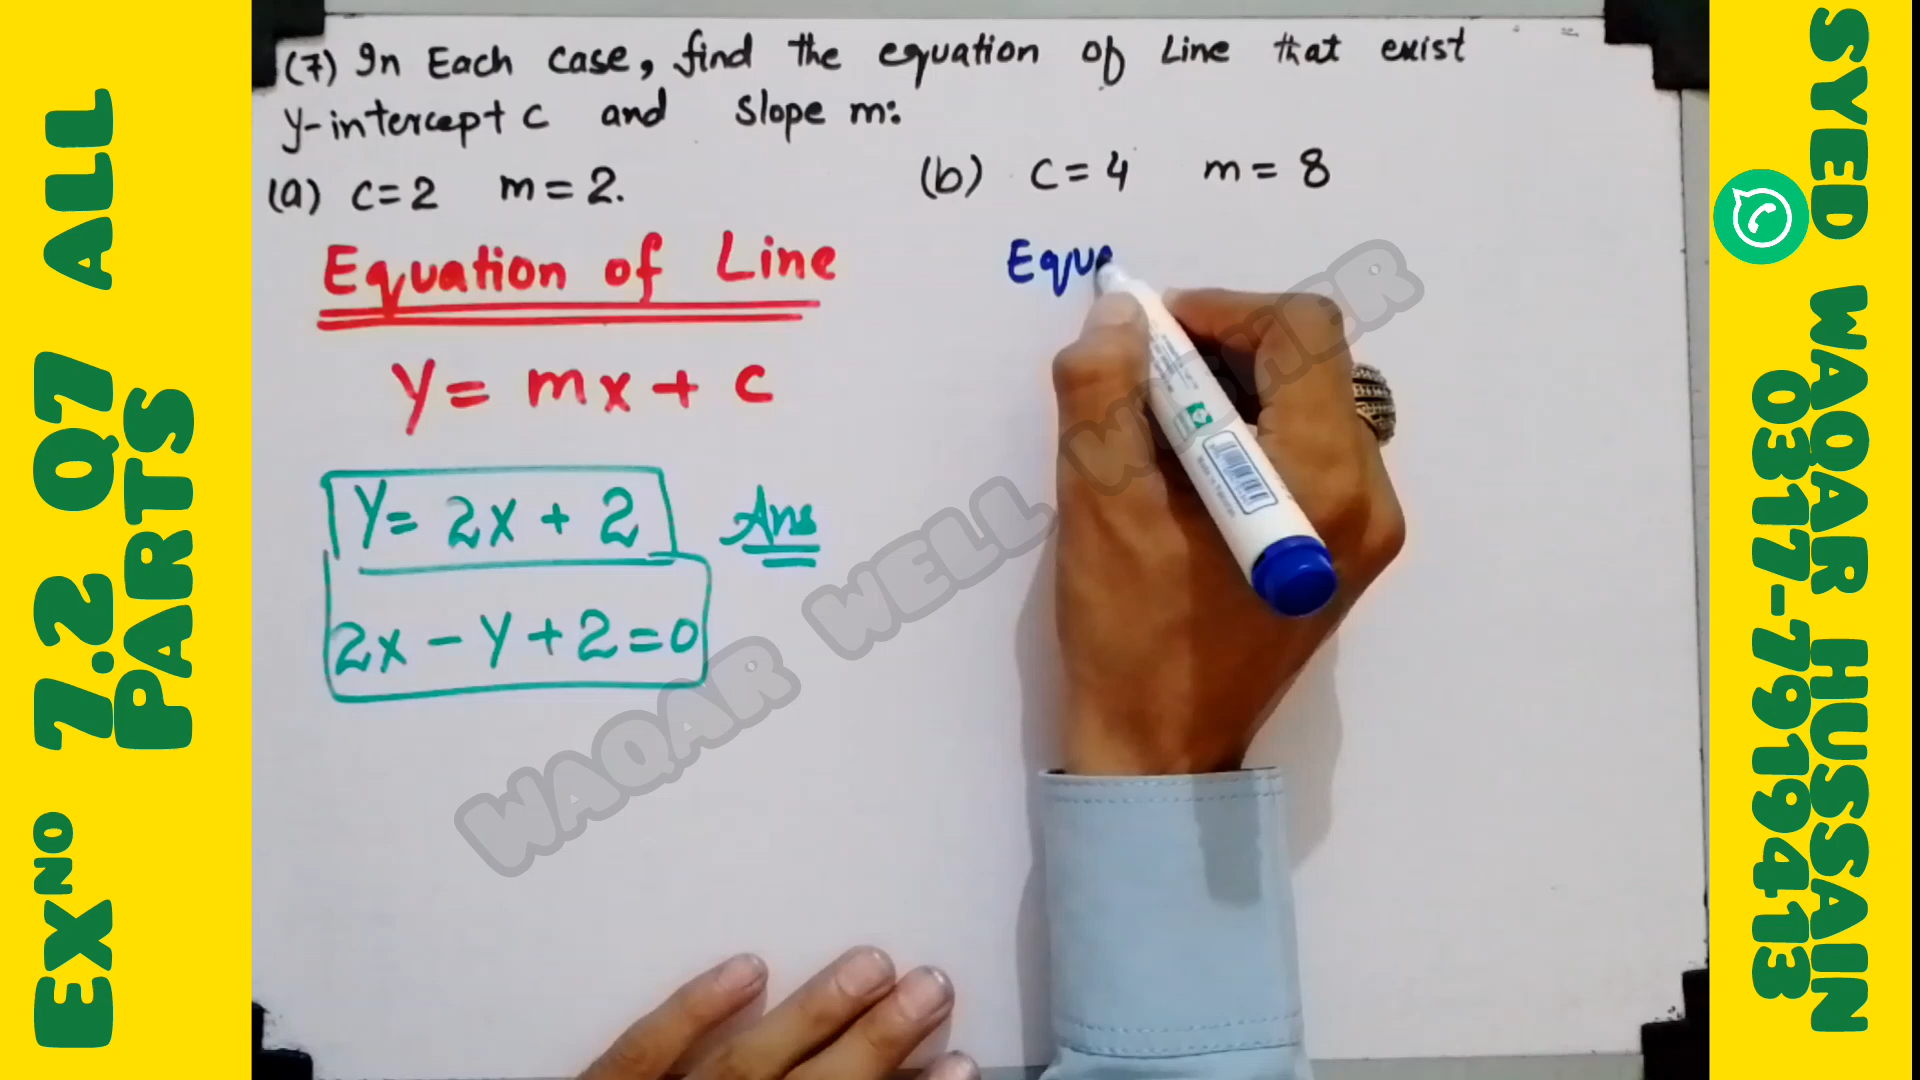 Ex NO 7.2 Q7 ALL
PARTS
(7) In Each case, find the equation of Line that exist
y-intercept c and slope m:
(a) c=2 m=2.
(b) c=4 m=8
Equation of Line
y= mx+c
Y= 2x+2 Ans
2x-y+2=0
Equa
WAQAR WELL WISHER
SYED WAQAR HUSSAIN
0317-7919413